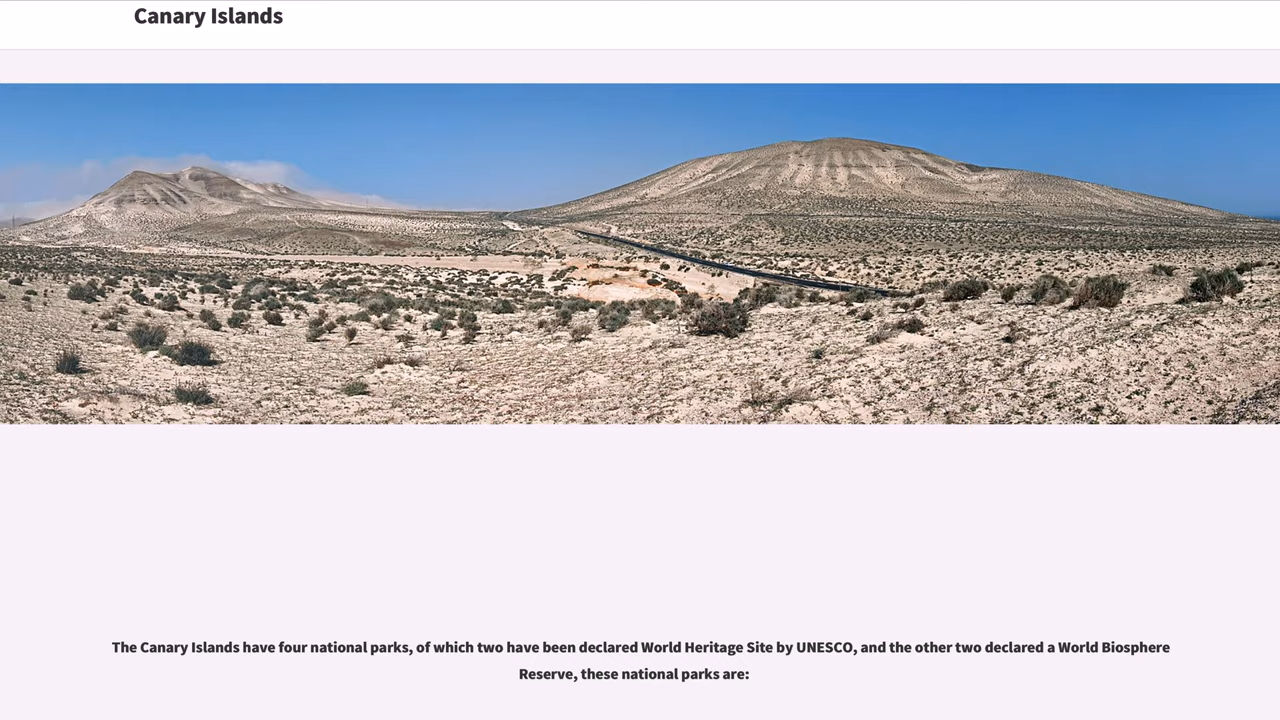 Canary Islands
The Canary Islands have four national parks, of which two have been declared World Heritage Site by UNESCO, and the other two declared a World Biosphere
Reserve, these national parks are: